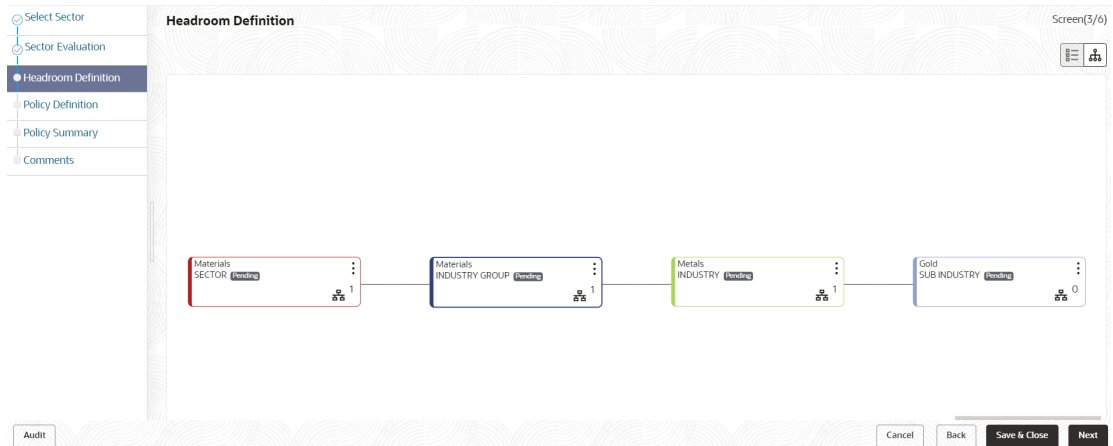 Select Sector
Sector Evaluation
Headroom Definition
Policy Definition
Policy Summary
Comments
Headroom Definition
Screen(3/6)
Materials
SECTOR Pending
1
Materials
INDUSTRY GROUP Pending
1
Metals
INDUSTRY Pending
1
Gold
SUB INDUSTRY Pending
0
Audit
Cancel
Back
Save & Close
Next